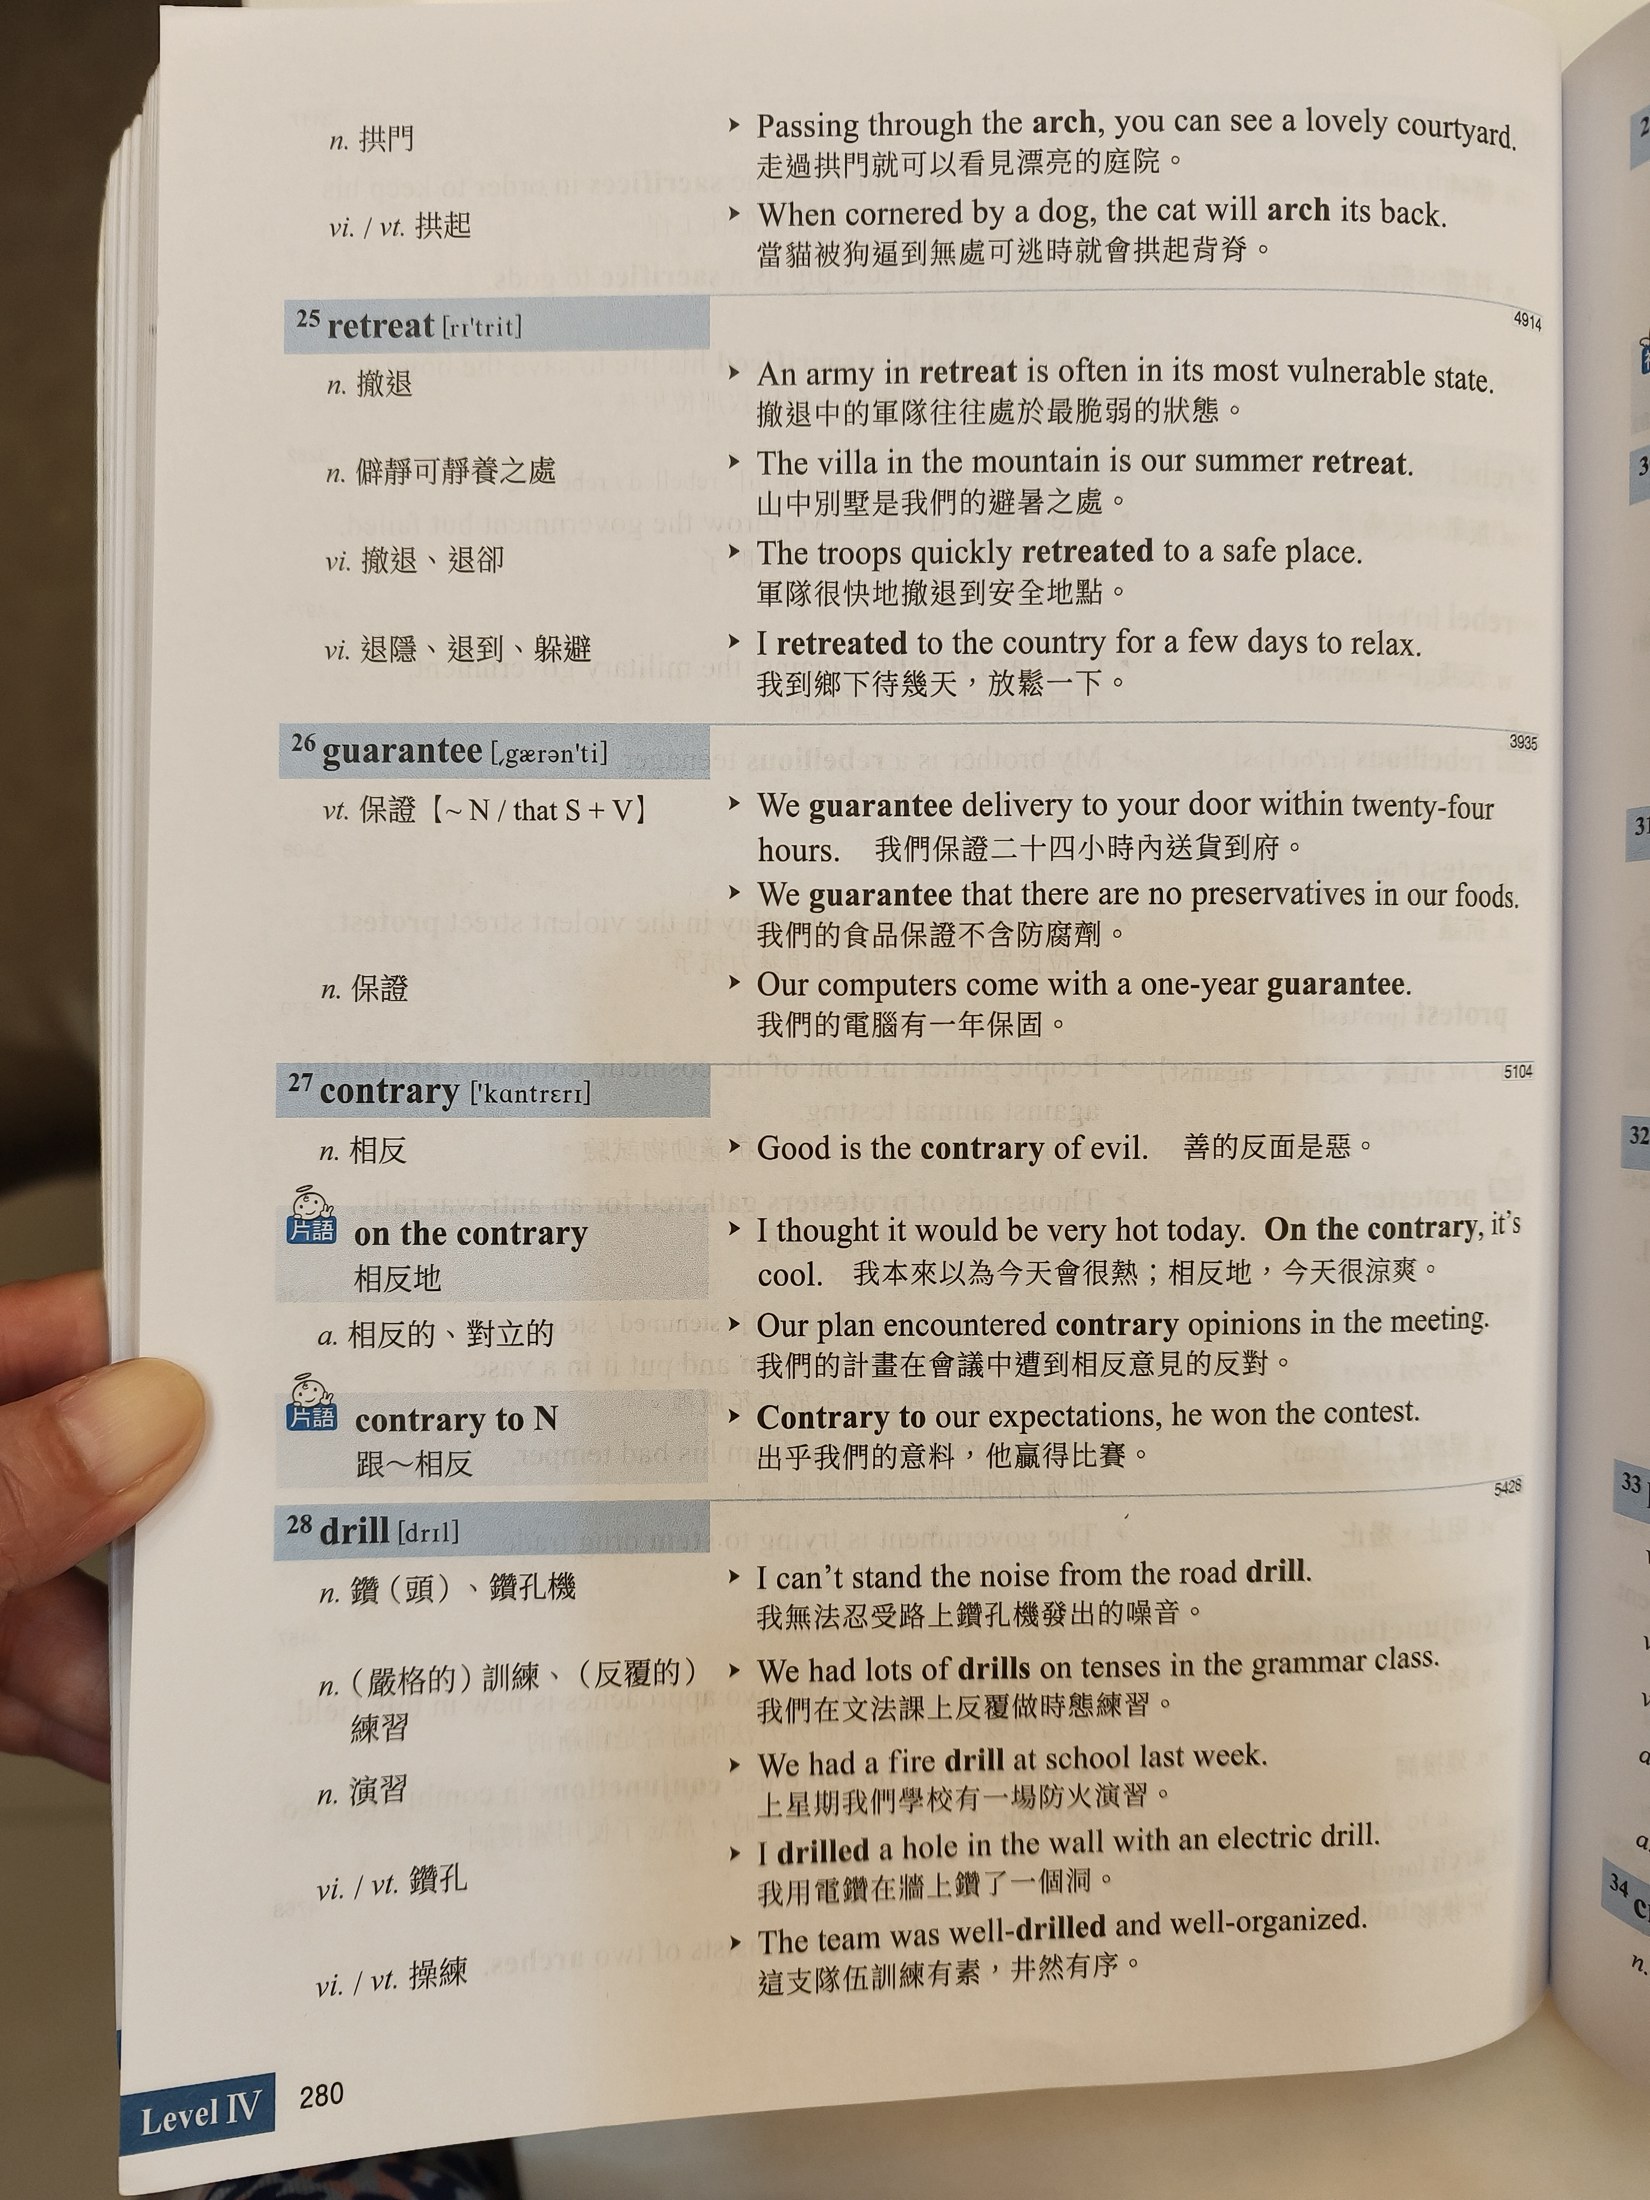 n. 拱門
➤ Passing through the arch, you can see a lovely courtyard.
走過拱門就可以看見漂亮的庭院。
vi. / vt. 拱起
➤ When cornered by a dog, the cat will arch its back.
當貓被狗逼到無處可逃時就會拱起背脊。
25 retreat [rɪˈtrit]
4914
n. 撤退
➤ An army in retreat is often in its most vulnerable state.
撤退中的軍隊往往處於最脆弱的狀態。
n. 僻靜可靜養之處
➤ The villa in the mountain is our summer retreat.
山中別墅是我們的避暑之處。
vi. 撤退、退卻
➤ The troops quickly retreated to a safe place.
軍隊很快地撤退到安全地點。
vi. 退隱、退到、躲避
➤ I retreated to the country for a few days to relax.
我到鄉下待幾天，放鬆一下。
26 guarantee [ˌgærənˈti]
3935
vt. 保證【~ N / that S + V】
➤ We guarantee delivery to your door within twenty-four
hours. 我們保證二十四小時內送貨到府。
➤ We guarantee that there are no preservatives in our foods.
我們的食品保證不含防腐劑。
n. 保證
➤ Our computers come with a one-year guarantee.
我們的電腦有一年保固。
27 contrary [ˈkɑntrɛrɪ]
5104
n. 相反
➤ Good is the contrary of evil. 善的反面是惡。
片語 on the contrary
相反地
➤ I thought it would be very hot today. On the contrary, it's
cool. 我本來以為今天會很熱；相反地，今天很涼爽。
a. 相反的、對立的
➤ Our plan encountered contrary opinions in the meeting.
我們的計畫在會議中遭到相反意見的反對。
片語 contrary to N
跟～相反
➤ Contrary to our expectations, he won the contest.
出乎我們的意料，他贏得比賽。
28 drill [drɪl]
5428
n. 鑽（頭）、鑽孔機
➤ I can't stand the noise from the road drill.
我無法忍受路上鑽孔機發出的噪音。
n.（嚴格的）訓練、（反覆的）
練習
➤ We had lots of drills on tenses in the grammar class.
我們在文法課上反覆做時態練習。
n. 演習
➤ We had a fire drill at school last week.
上星期我們學校有一場防火演習。
vi. / vt. 鑽孔
➤ I drilled a hole in the wall with an electric drill.
我用電鑽在牆上鑽了一個洞。
vi. / vt. 操練
➤ The team was well-drilled and well-organized.
這支隊伍訓練有素，井然有序。
Level Ⅳ 280
31
32
33
34
n.